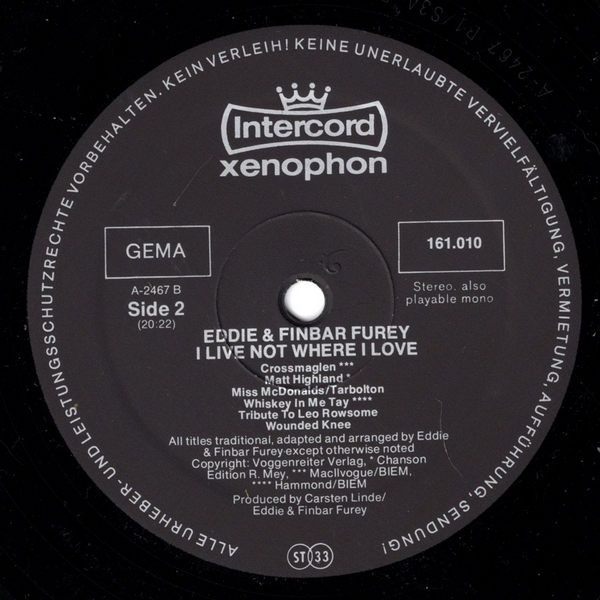 ALLE URHEBER- UND LEISTUNGSSCHUTZRECHTE VORBEHALTEN. KEIN VERLEIH! KEINE UNERLAUBTE VERVIELFÄLTIGUNG, VERMIETUNG, AUFFÜHRUNG, SENDUNG!
Intercord
xenophon
GEMA
A-2467 B
Side 2
(20:22)
161.010
Stereo. also
playable mono
EDDIE & FINBAR FUREY
I LIVE NOT WHERE I LOVE
Crossmaglen ***
Matt Highland *
Miss McDonalds/Tarbolton
Whiskey In Me Tay ****
Tribute To Leo Rowsome
Wounded Knee
All titles traditional, adapted and arranged by Eddie
& Finbar Furey except otherwise noted
Copyright: Voggenreiter Verlag, * Chanson
Edition R. Mey, *** MacIlvogue/BIEM,
**** Hammond/BIEM
Produced by Carsten Linde/
Eddie & Finbar Furey
ST 33